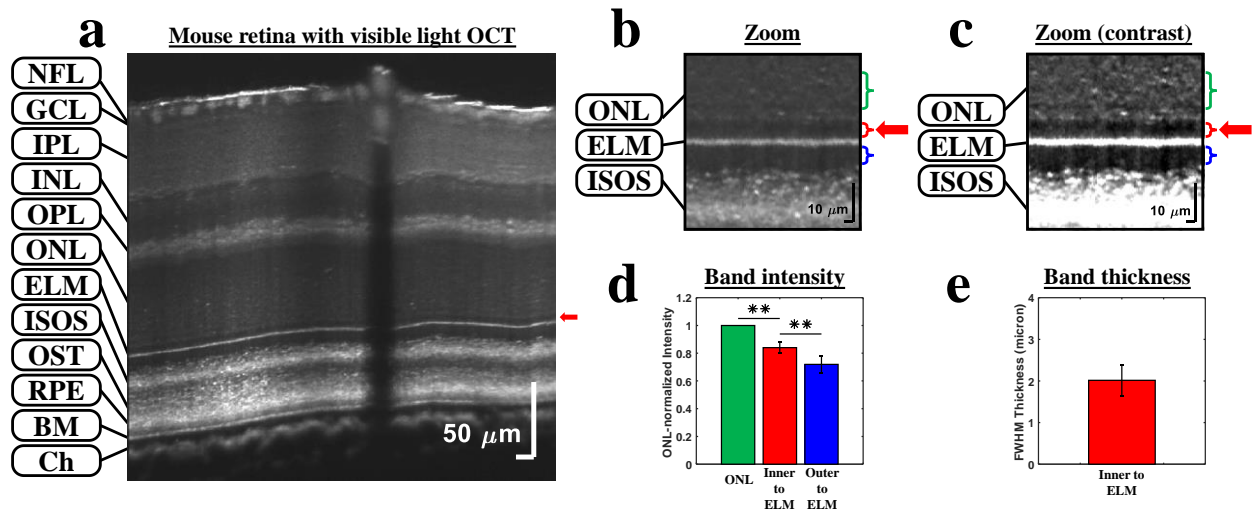 a
Mouse retina with visible light OCT
NFL
GCL
IPL
INL
OPL
ONL
ELM
ISOS
OST
RPE
BM
Ch
50 μm
b
Zoom
ONL
ELM
ISOS
10 μm
c
Zoom (contrast)
ONL
ELM
ISOS
10 μm
d
Band intensity
ONL-normalized Intensity
1.2
1
0.8
0.6
0.4
0.2
0
** **
ONL
Inner to ELM
Outer to ELM
e
Band thickness
FWHM Thickness (micron)
4
3
2
1
0
Inner to
ELM